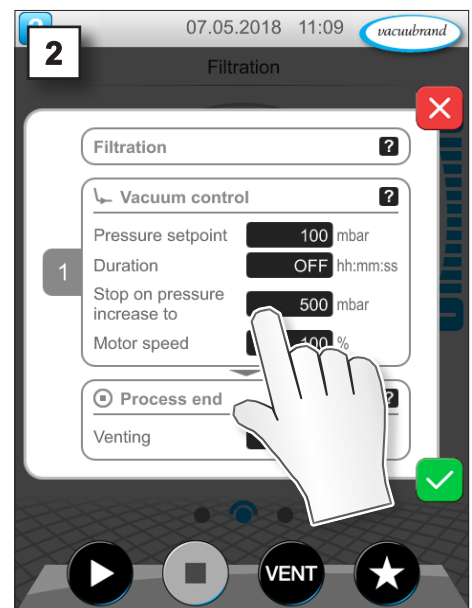 07.05.2018 11:09 vacuubrand
2
Filtration
Filtration ?
Vacuum control ?
1
Pressure setpoint 100 mbar
Duration OFF hh:mm:ss
Stop on pressure
increase to 500 mbar
Motor speed 100 %
Process end ?
Venting
VENT